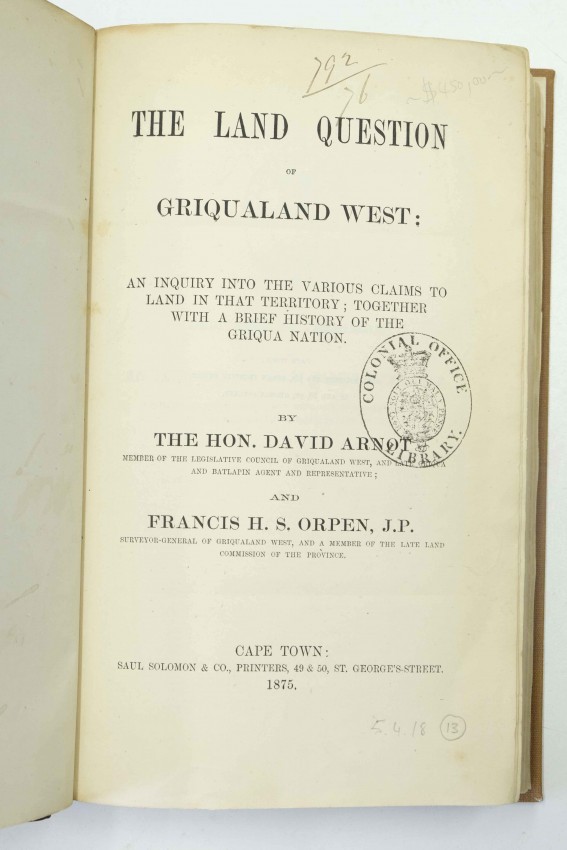 792
76
THE LAND QUESTION
OF
GRIQUALAND WEST:
AN INQUIRY INTO THE VARIOUS CLAIMS TO
LAND IN THAT TERRITORY; TOGETHER
WITH A BRIEF HISTORY OF THE
GRIQUA NATION.
COLONIAL OFFICE
LIBRARY.
BY
THE HON. DAVID ARNOT
MEMBER OF THE LEGISLATIVE COUNCIL OF GRIQUALAND WEST, AND LATE GRIQUA
AND BATLAPIN AGENT AND REPRESENTATIVE;
AND
FRANCIS H. S. ORPEN, J.P.
SURVEYOR-GENERAL OF GRIQUALAND WEST, AND A MEMBER OF THE LATE LAND
COMMISSION OF THE PROVINCE.
CAPE TOWN:
SAUL SOLOMON & CO., PRINTERS, 49 & 50, ST. GEORGE'S-STREET.
1875.
13